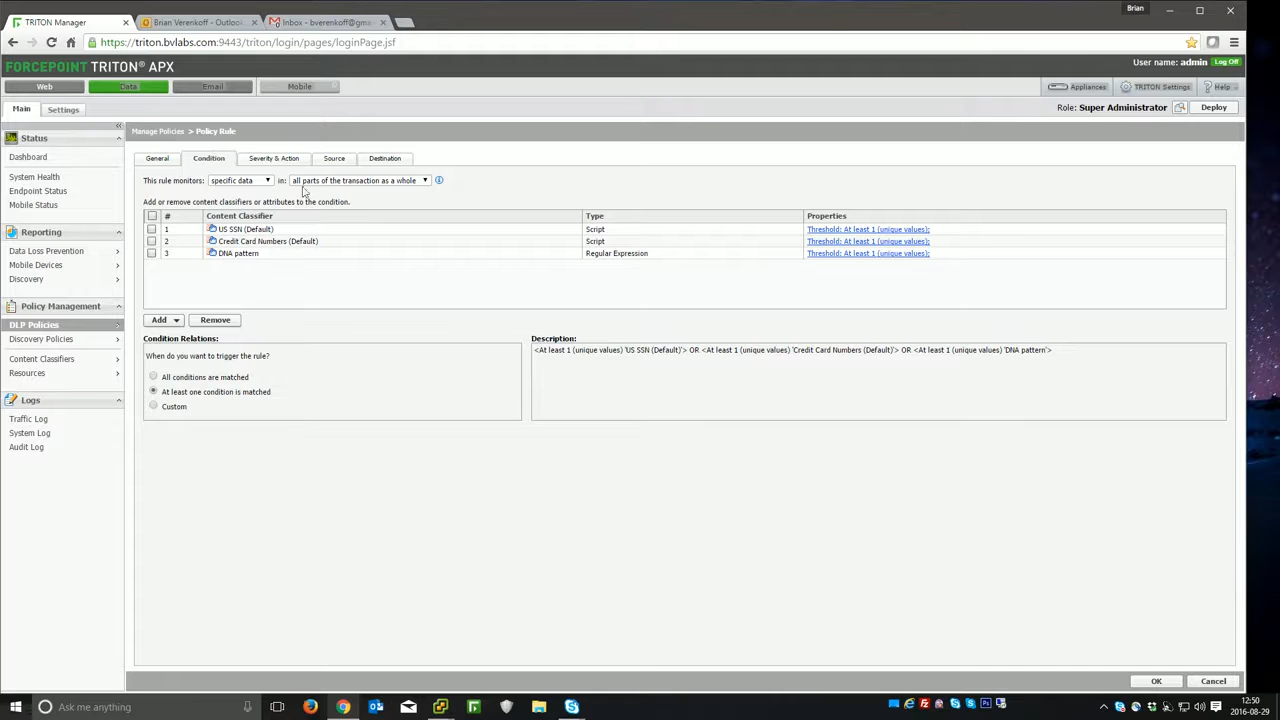 Brian
TRITON Manager
Brian Verenkoff - Outlook
Inbox - bverenkoff@gma
https://triton.bvlabs.com:9443/triton/login/pages/loginPage.jsf
FORCEPOINT TRITON® APX
User name: admin Log Off
Web Data Email Mobile Appliances TRITON Settings Help
Main Settings
Role: Super Administrator Deploy
Manage Policies > Policy Rule
Status
Dashboard
System Health
Endpoint Status
Mobile Status
Reporting
Data Loss Prevention
Mobile Devices
Discovery
Policy Management
DLP Policies
Discovery Policies
Content Classifiers
Resources
Logs
Traffic Log
System Log
Audit Log
General Condition Severity & Action Source Destination
This rule monitors: specific data in: all parts of the transaction as a whole
Add or remove content classifiers or attributes to the condition.
# Content Classifier Type Properties
1 US SSN (Default) Script Threshold: At least 1 (unique values);
2 Credit Card Numbers (Default) Script Threshold: At least 1 (unique values);
3 DNA pattern Regular Expression Threshold: At least 1 (unique values);
Add Remove
Condition Relations:
When do you want to trigger the rule?
All conditions are matched
At least one condition is matched
Custom
Description:
<At least 1 (unique values) 'US SSN (Default)'> OR <At least 1 (unique values) 'Credit Card Numbers (Default)'> OR <At least 1 (unique values) 'DNA pattern'>
OK Cancel
Ask me anything
12:50
2016-08-29